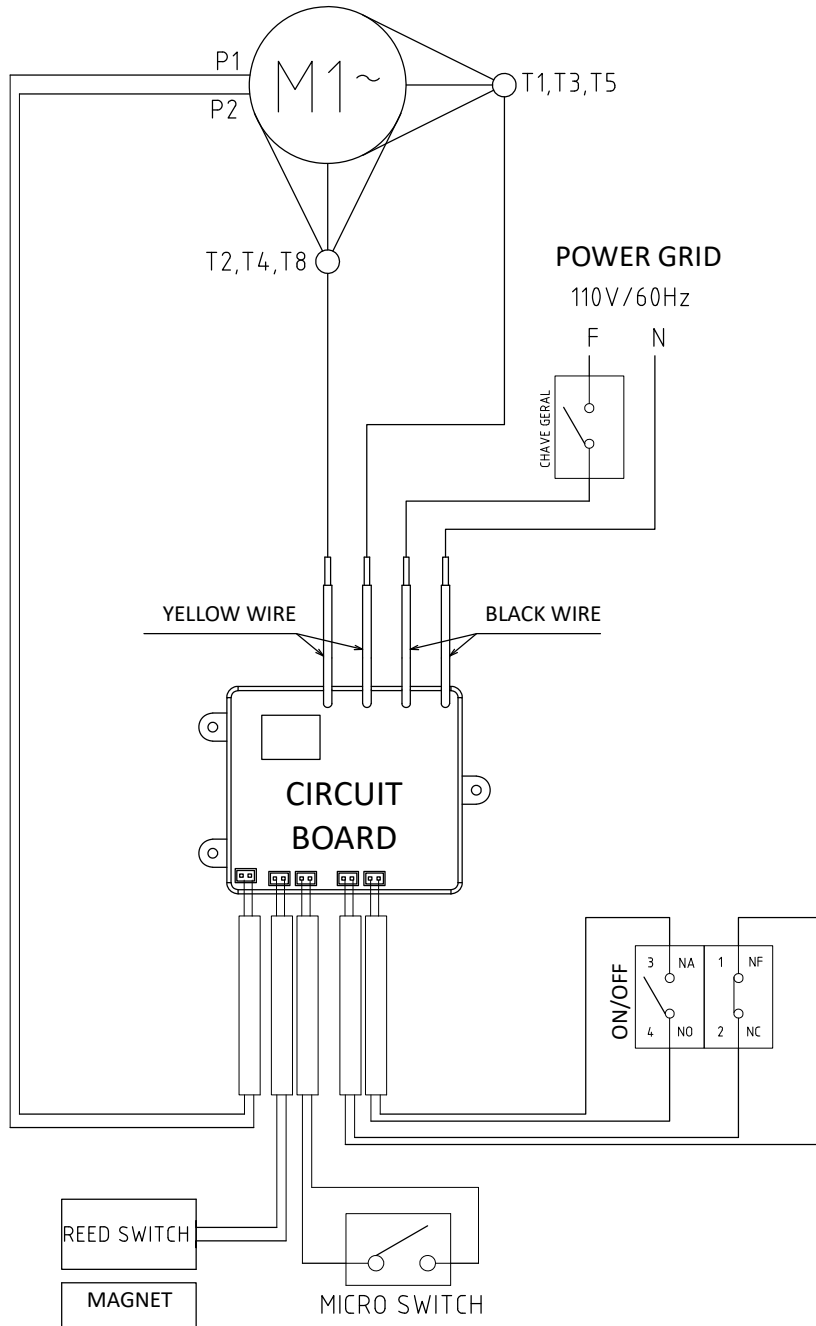 P1
M1~
T1,T3,T5
P2
T2,T4,T8
POWER GRID
110V/60Hz
F N
CHAVE GERAL
YELLOW WIRE
BLACK WIRE
CIRCUIT
BOARD
ON/OFF
3 NA 1 NF
4 NO 2 NC
REED SWITCH
MAGNET
MICRO SWITCH